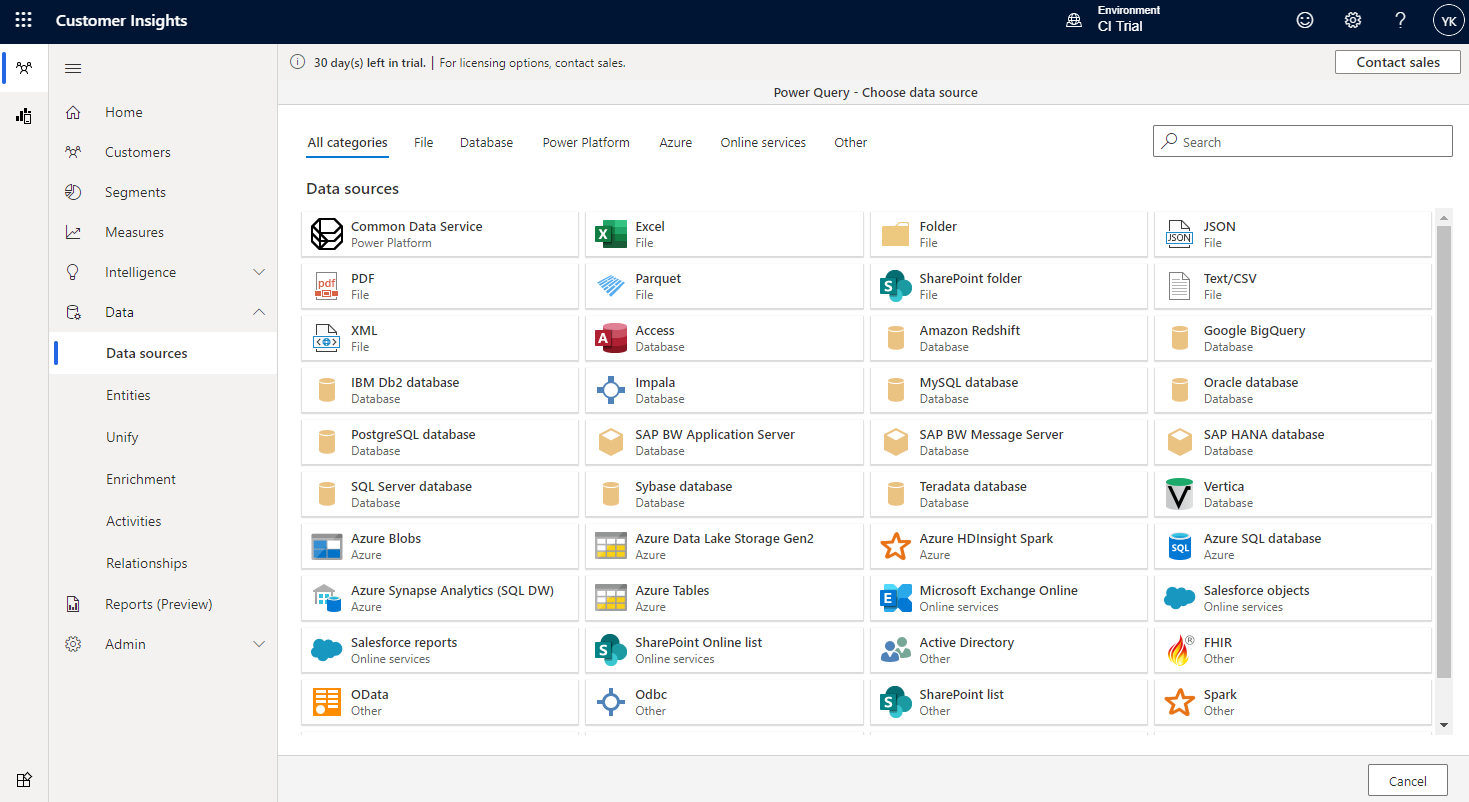 Customer Insights
Environment
CI Trial
YK
30 day(s) left in trial. | For licensing options, contact sales.
Contact sales
Power Query - Choose data source
Home
Customers
Segments
Measures
Intelligence
Data
Data sources
Entities
Unify
Enrichment
Activities
Relationships
Reports (Preview)
Admin
All categories File Database Power Platform Azure Online services Other
Search
Data sources
Common Data Service
Power Platform
Excel
File
Folder
File
JSON
JSON
File
pdf
PDF
File
Parquet
File
S
SharePoint folder
File
Text/CSV
File
XML
File
A
Access
Database
Amazon Redshift
Database
Google BigQuery
Database
IBM Db2 database
Database
Impala
Database
MySQL database
Database
Oracle database
Database
PostgreSQL database
Database
SAP BW Application Server
Database
SAP BW Message Server
Database
SAP HANA database
Database
SQL Server database
Database
Sybase database
Database
Teradata database
Database
Vertica
Database
Azure Blobs
Azure
Azure Data Lake Storage Gen2
Azure
Azure HDInsight Spark
Azure
SQL
Azure SQL database
Azure
Azure Synapse Analytics (SQL DW)
Azure
Azure Tables
Azure
E
Microsoft Exchange Online
Online services
Salesforce objects
Online services
Salesforce reports
Online services
S
SharePoint Online list
Online services
Active Directory
Other
FHIR
Other
OData
Other
Odbc
Other
S
SharePoint list
Other
Spark
Other
Cancel